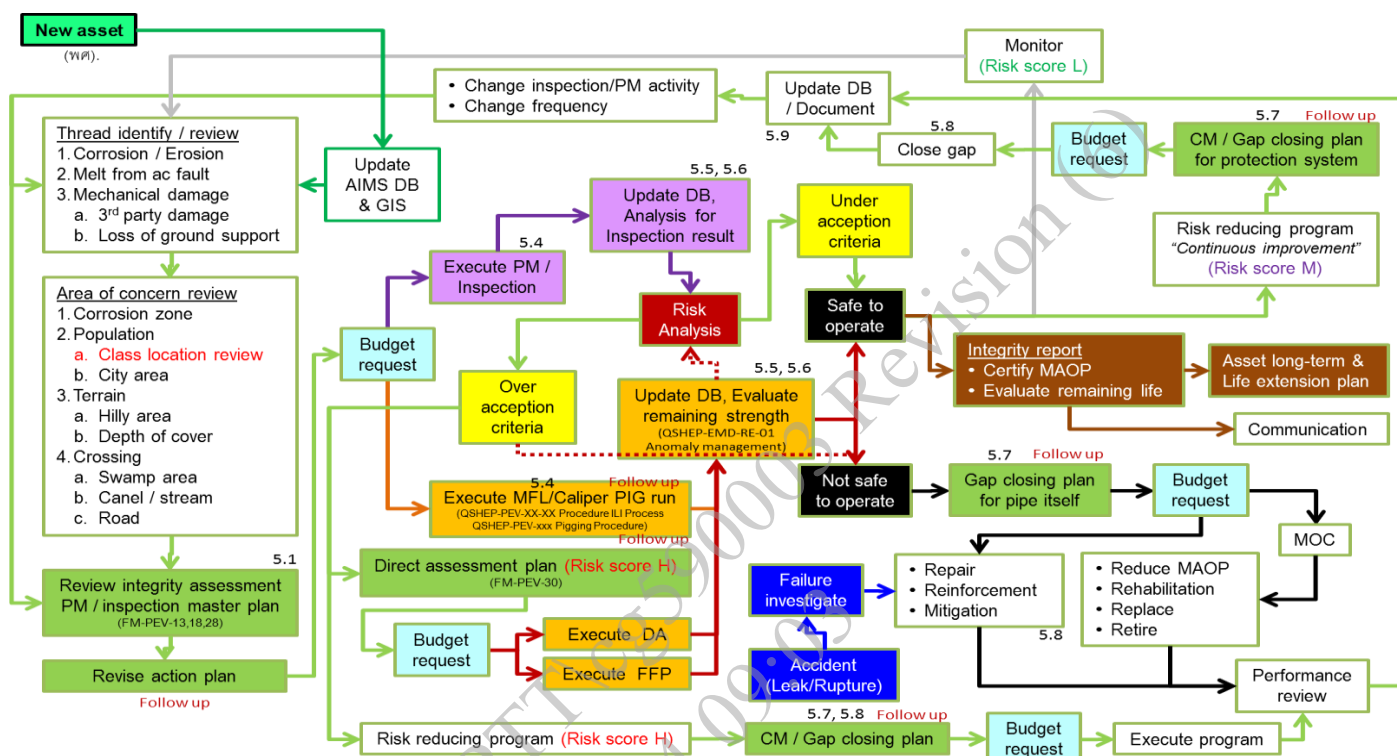 New asset
(พศ).
Monitor
(Risk score L)
• Change inspection/PM activity
• Change frequency
Update DB
/ Document
5.9
5.8
Close gap
Budget
request
5.7
Follow up
CM / Gap closing plan
for protection system
Thread identify / review
1. Corrosion / Erosion
2. Melt from ac fault
3. Mechanical damage
a. 3rd party damage
b. Loss of ground support
Update
AIMS DB
& GIS
5.5, 5.6
Update DB,
Analysis for
Inspection result
Under
acception
criteria
Risk reducing program
"Continuous improvement"
(Risk score M)
5.4
Execute PM /
Inspection
Area of concern review
1. Corrosion zone
2. Population
a. Class location review
b. City area
3. Terrain
a. Hilly area
b. Depth of cover
4. Crossing
a. Swamp area
b. Canel / stream
c. Road
Budget
request
Risk
Analysis
Safe to
operate
Integrity report
• Certify MAOP
• Evaluate remaining life
Asset long-term &
Life extension plan
Communication
Over
acception
criteria
5.5, 5.6
Update DB, Evaluate
remaining strength
(QSHEP-EMD-RE-01
Anomaly management)
Not safe
to operate
5.7
Follow up
Gap closing plan
for pipe itself
Budget
request
MOC
5.4
Follow up
Execute MFL/Caliper PIG run
(QSHEP-PEV-XX-XX Procedure ILI Process
QSHEP-PEV-xxx Pigging Procedure)
Follow up
5.1
Review integrity assessment
PM / inspection master plan
(FM-PEV-13,18,28)
Direct assessment plan (Risk score H)
(FM-PEV-30)
Failure
investigate
• Repair
• Reinforcement
• Mitigation
5.8
• Reduce MAOP
• Rehabilitation
• Replace
• Retire
Revise action plan
Follow up
Budget
request
Execute DA
Execute FFP
Accident
(Leak/Rupture)
Performance
review
Risk reducing program (Risk score H)
5.7, 5.8
Follow up
CM / Gap closing plan
Budget
request
Execute program
PTT cg590003 Revision (6)
09:03